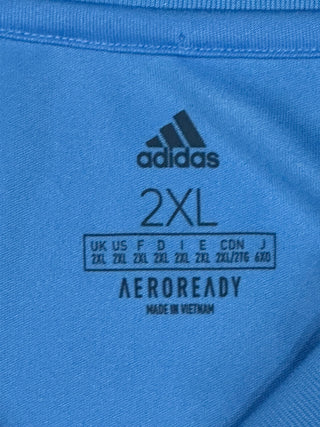 adidas
2XL
UK US F D I E CDN J
2XL 2XL 2XL 2XL 2XL 2XL 2XL/2TG 6XO
AEROREADY
MADE IN VIETNAM